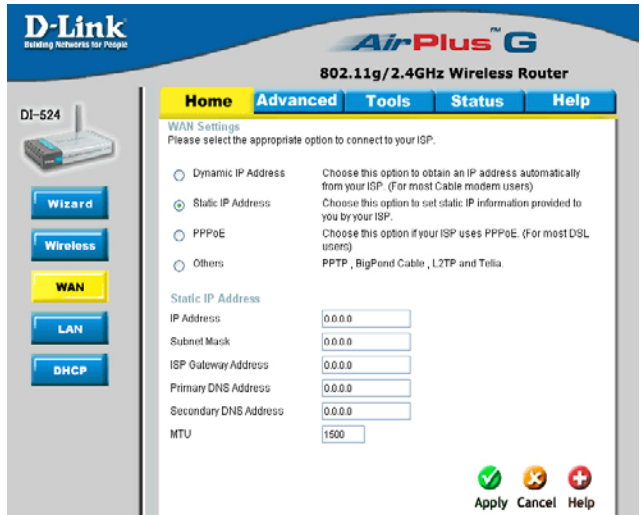 D-Link
Building Networks for People
AirPlus™ G
802.11g/2.4GHz Wireless Router
DI-524
Home Advanced Tools Status Help
WAN Settings
Please select the appropriate option to connect to your ISP.
Dynamic IP Address Choose this option to obtain an IP address automatically
from your ISP. (For most Cable modem users)
Static IP Address Choose this option to set static IP information provided to
you by your ISP.
PPPoE Choose this option if your ISP uses PPPoE. (For most DSL
users)
Others PPTP , BigPond Cable , L2TP and Telia.
Wizard
Wireless
WAN
LAN
DHCP
Static IP Address
IP Address 0.0.0.0
Subnet Mask 0.0.0.0
ISP Gateway Address 0.0.0.0
Primary DNS Address 0.0.0.0
Secondary DNS Address 0.0.0.0
MTU 1500
Apply Cancel Help